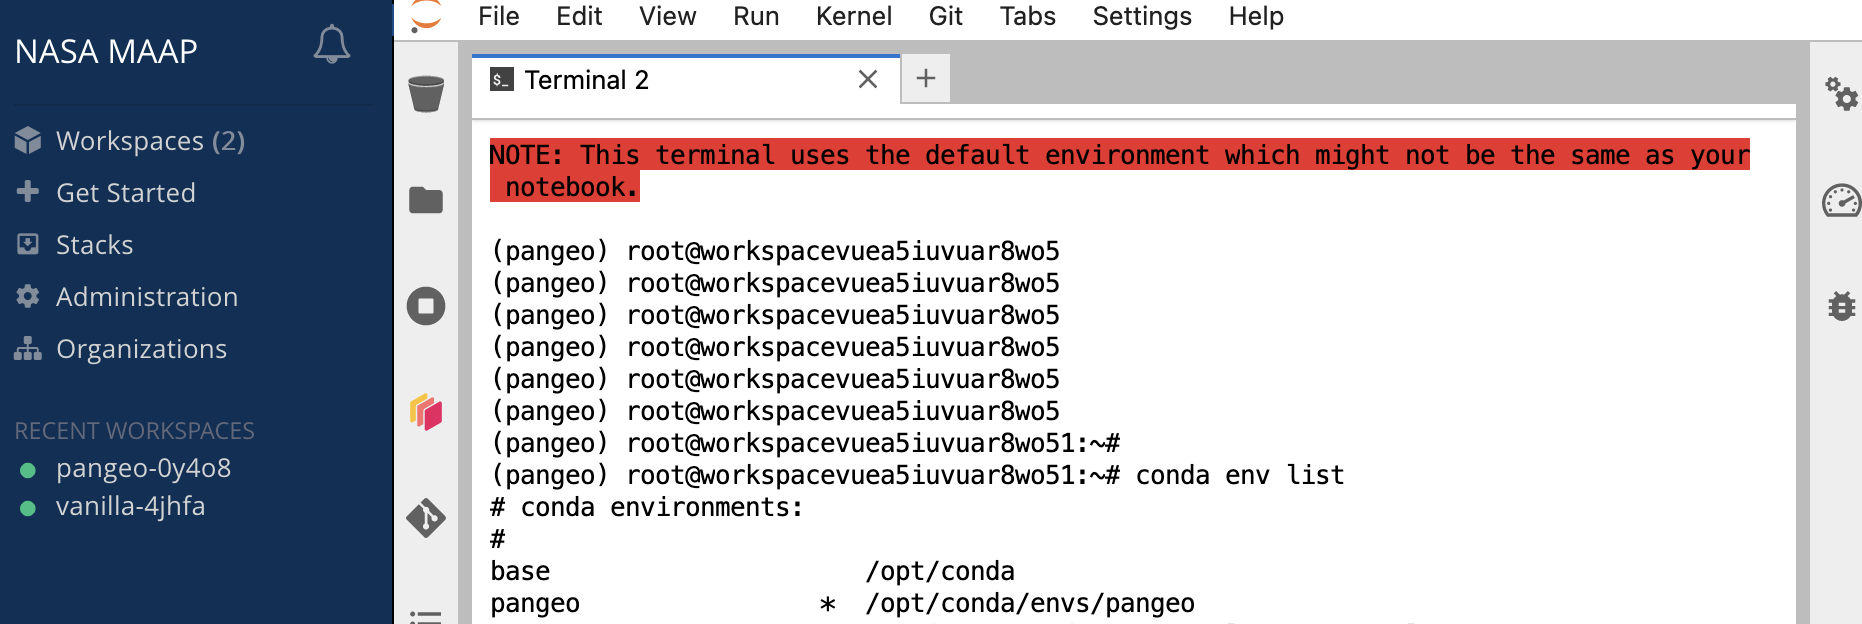 NASA MAAP
Workspaces (2)
Get Started
Stacks
Administration
Organizations
RECENT WORKSPACES
pangeo-0y4o8
vanilla-4jhfa
File Edit View Run Kernel Git Tabs Settings Help
$_ Terminal 2
NOTE: This terminal uses the default environment which might not be the same as your
notebook.
(pangeo) root@workspacevuea5iuvuar8wo5
(pangeo) root@workspacevuea5iuvuar8wo5
(pangeo) root@workspacevuea5iuvuar8wo5
(pangeo) root@workspacevuea5iuvuar8wo5
(pangeo) root@workspacevuea5iuvuar8wo5
(pangeo) root@workspacevuea5iuvuar8wo5
(pangeo) root@workspacevuea5iuvuar8wo51:~#
(pangeo) root@workspacevuea5iuvuar8wo51:~# conda env list
# conda environments:
#
base /opt/conda
pangeo * /opt/conda/envs/pangeo